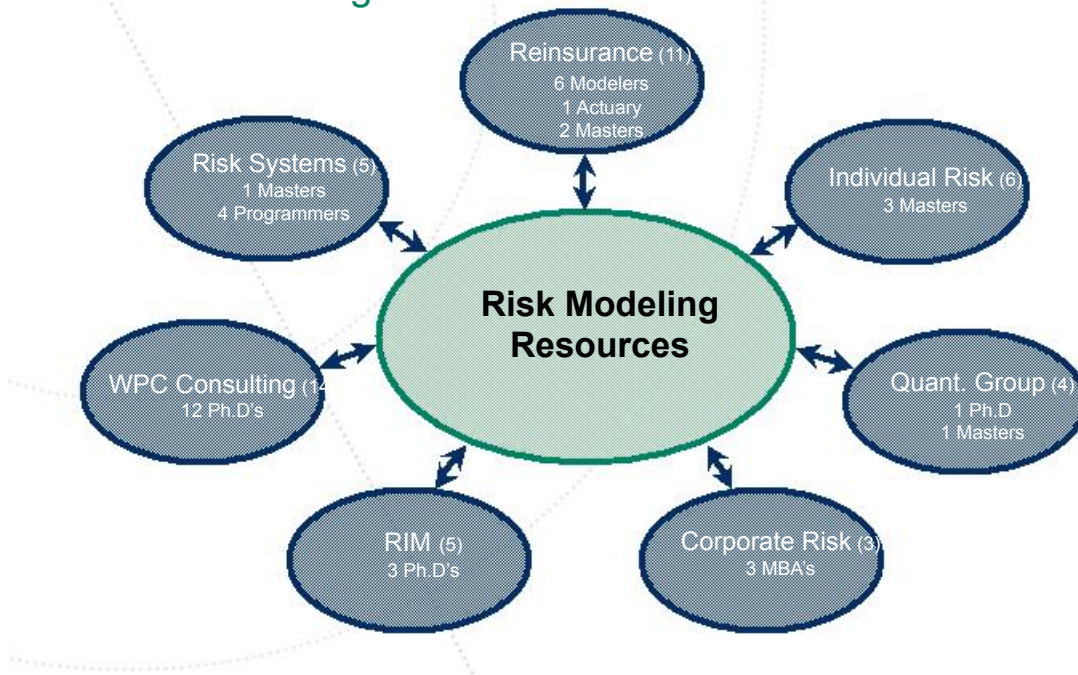 Reinsurance (11)
6 Modelers
1 Actuary
2 Masters
Risk Systems (5)
1 Masters
4 Programmers
Individual Risk (6)
3 Masters
Risk Modeling
Resources
WPC Consulting (14
12 Ph.D's
Quant. Group (4)
1 Ph.D
1 Masters
RIM (5)
3 Ph.D's
Corporate Risk (3)
3 MBA's